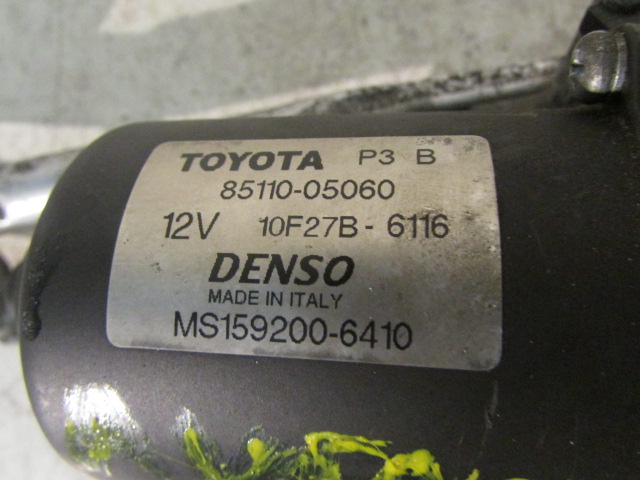 TOYOTA P3 B
85110-05060
12V 10F27B-6116
DENSO
MADE IN ITALY
MS159200-6410